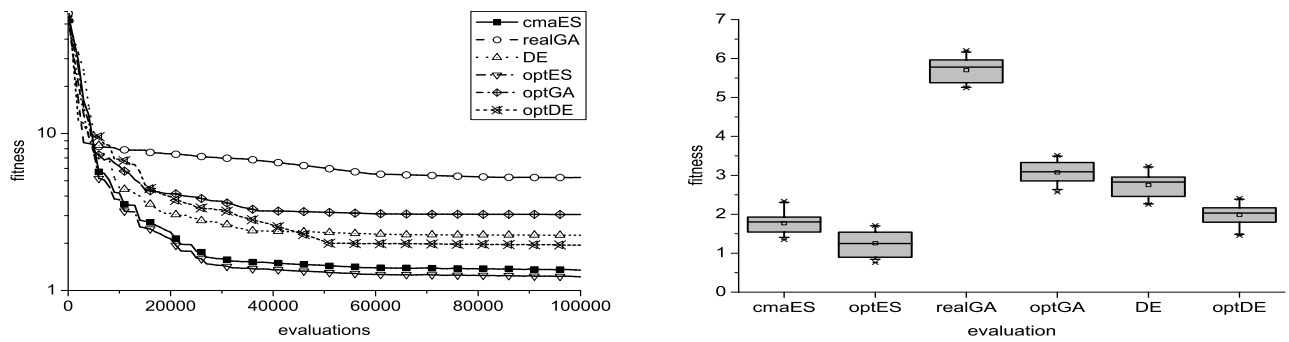 cmaES
realGA
DE
optES
optGA
optDE
10
1
fitness
0
20000
40000
60000
80000
100000
evaluations
7
6
5
4
3
2
1
0
fitness
cmaES
optES
realGA
optGA
DE
optDE
evaluation